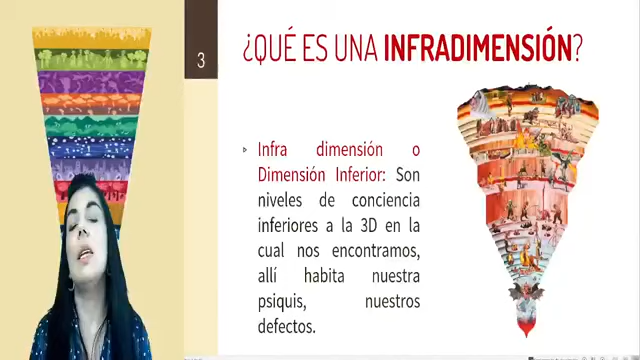 3
¿QUÉ ES UNA INFRADIMENSIÓN?
Infra dimensión o
Dimensión Inferior: Son
niveles de conciencia
inferiores a la 3D en la
cual nos encontramos,
allí habita nuestra
psiquis, nuestros
defectos.